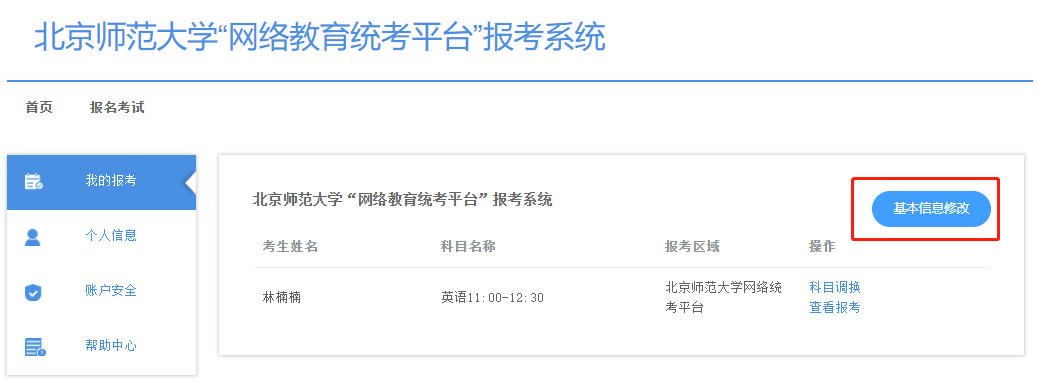 北京师范大学“网络教育统考平台”报考系统
首页 报名考试
我的报考
个人信息
账户安全
帮助中心
北京师范大学“网络教育统考平台”报考系统
基本信息修改
考生姓名 科目名称 报考区域 操作
林楠楠 英语11:00-12:30 北京师范大学网络统 科目调换
考平台 查看报考